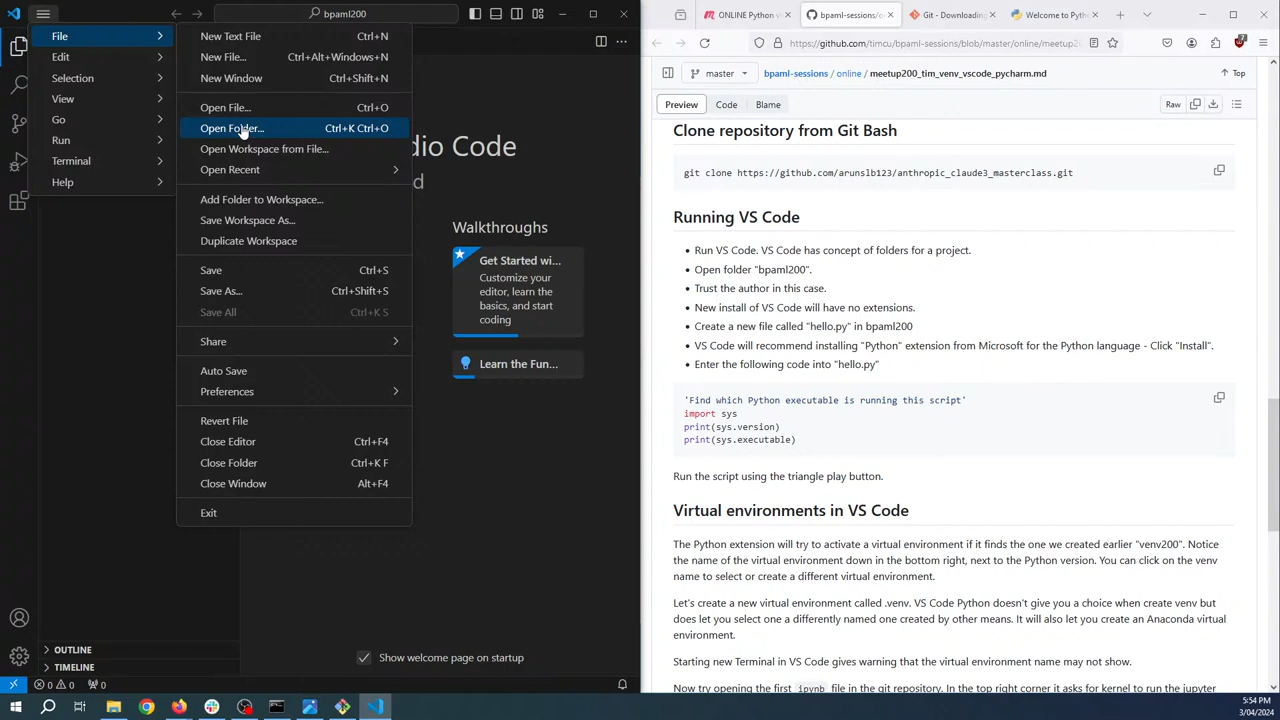 bpaml200
File
Edit
Selection
View
Go
Run
Terminal
Help
New Text File Ctrl+N
New File... Ctrl+Alt+Windows+N
New Window Ctrl+Shift+N
Open File... Ctrl+O
Open Folder... Ctrl+K Ctrl+O
Open Workspace from File...
Open Recent
Add Folder to Workspace...
Save Workspace As...
Duplicate Workspace
Save Ctrl+S
Save As... Ctrl+Shift+S
Save All Ctrl+K S
Share
Auto Save
Preferences
Revert File
Close Editor Ctrl+F4
Close Folder Ctrl+K F
Close Window Alt+F4
Exit
dio Code
d
Walkthroughs
Get Started wi...
Customize your
editor, learn the
basics, and start
coding
Learn the Fun...
Show welcome page on startup
OUTLINE
TIMELINE
0 0 0
ONLINE Python v
bpaml-sessions/o
Git - Downloading
Welcome to Pytho
https://github.com/timcu/bpaml-sessions/blob/master/online/meetup2
master
bpaml-sessions / online / meetup200_tim_venv_vscode_pycharm.md
Top
Preview Code Blame Raw
Clone repository from Git Bash
git clone https://github.com/arunslb123/anthropic_claude3_masterclass.git
Running VS Code
• Run VS Code. VS Code has concept of folders for a project.
• Open folder "bpaml200".
• Trust the author in this case.
• New install of VS Code will have no extensions.
• Create a new file called "hello.py" in bpaml200
• VS Code will recommend installing "Python" extension from Microsoft for the Python language - Click "Install".
• Enter the following code into "hello.py"
'Find which Python executable is running this script'
import sys
print(sys.version)
print(sys.executable)
Run the script using the triangle play button.
Virtual environments in VS Code
The Python extension will try to activate a virtual environment if it finds the one we created earlier "venv200". Notice
the name of the virtual environment down in the bottom right, next to the Python version. You can click on the venv
name to select or create a different virtual environment.
Let's create a new virtual environment called .venv. VS Code Python doesn't give you a choice when create venv but
does let you select one a differently named one created by other means. It will also let you create an Anaconda virtual
environment.
Starting new Terminal in VS Code gives warning that the virtual environment name may not show.
Now try opening the first ipynb file in the git repository. In the top right corner it asks for kernel to run the jupyter
5:54 PM
3/04/2024